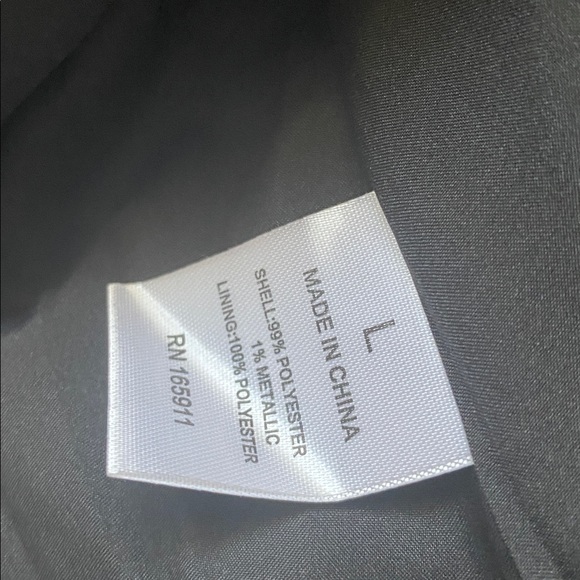 L
MADE IN CHINA
SHELL:99% POLYESTER
1% METALLIC
LINING:100% POLYESTER
RN 165911